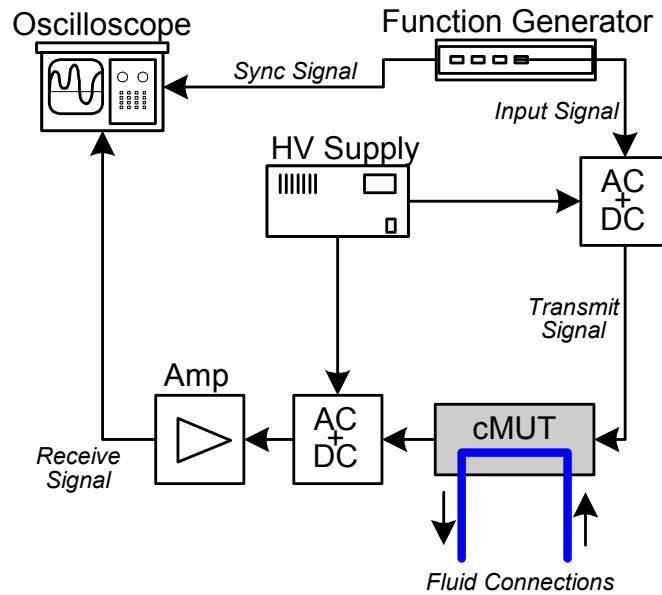 Oscilloscope
Function Generator
Sync Signal
Input Signal
HV Supply
AC
+
DC
Transmit
Signal
Amp
AC
+
DC
cMUT
Receive
Signal
Fluid Connections